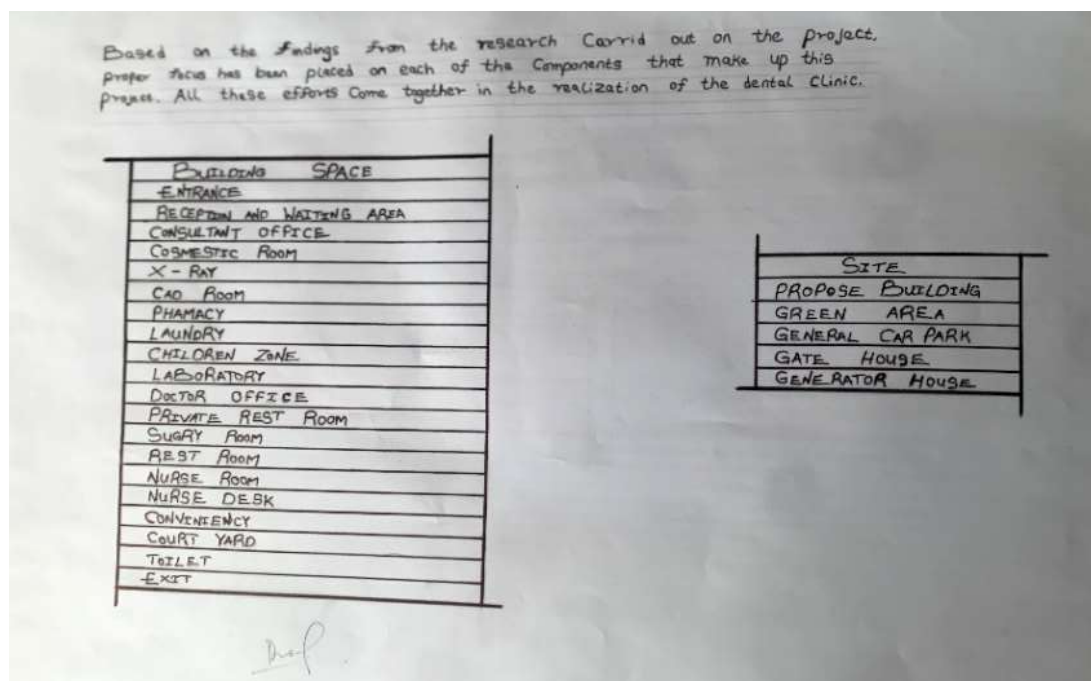 Based on the findings from the research Carrid out on the project.
proper focus has been placed on each of the Components that make up this
project. All these efforts Come together in the realization of the dental Clinic.
BUILDING SPACE
ENTRANCE
RECEPTION AND WAITING AREA
CONSULTANT OFFICE
COSMESTIC ROOM
X-RAY
CAD ROOM
PHAMACY
LAUNDRY
CHILDREN ZONE
LABORATORY
DOCTOR OFFICE
PRIVATE REST ROOM
SUGRY ROOM
REST ROOM
NURSE ROOM
NURSE DESK
CONVINIENCY
COURT YARD
TOILET
EXIT
SITE
PROPOSE BUILDING
GREEN AREA
GENERAL CAR PARK
GATE HOUSE
GENERATOR HOUSE